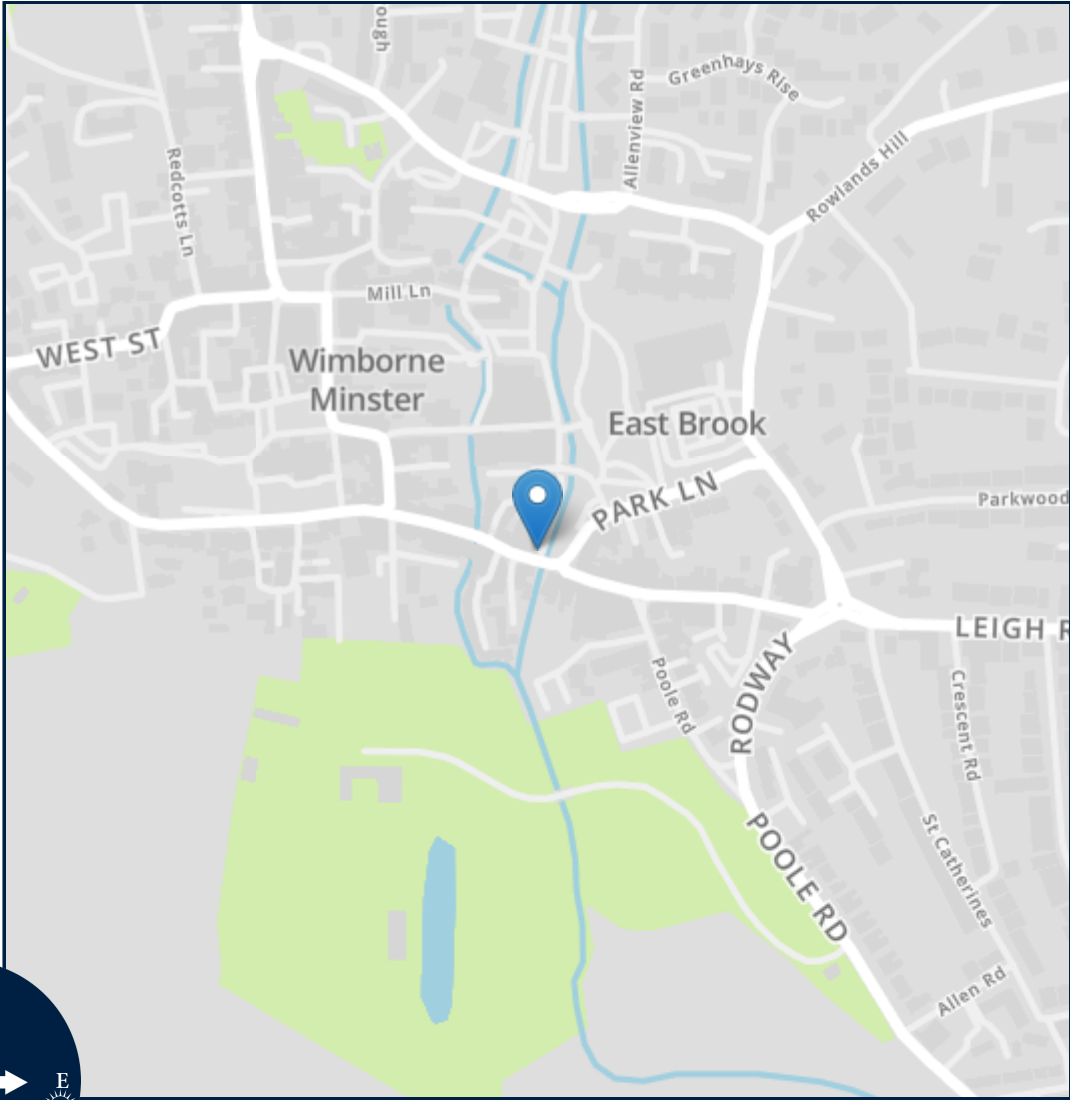 ough
Greenhays Rise
Allenview Rd
Rowlands Hill
Redcotts Ln
Mill Ln
WEST ST
Wimborne
Minster
East Brook
PARK LN
Parkwood
LEIGH R
Poole Rd
RODWAY
Crescent Rd
POOLE RD
St Catherines
Allen Rd
E